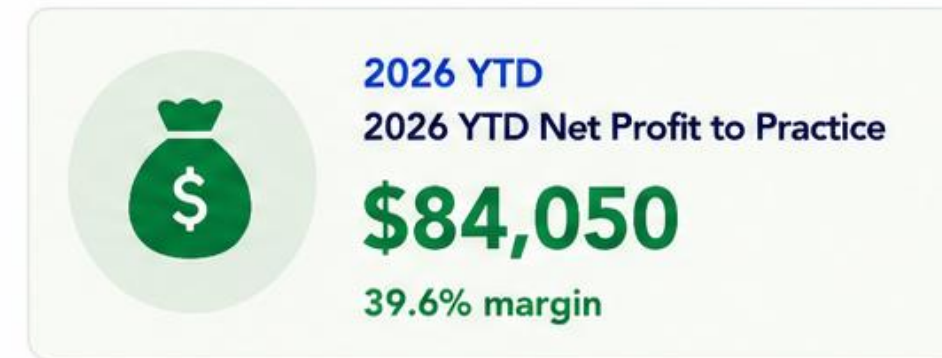 $
2026 YTD
2026 YTD Net Profit to Practice
$84,050
39.6% margin